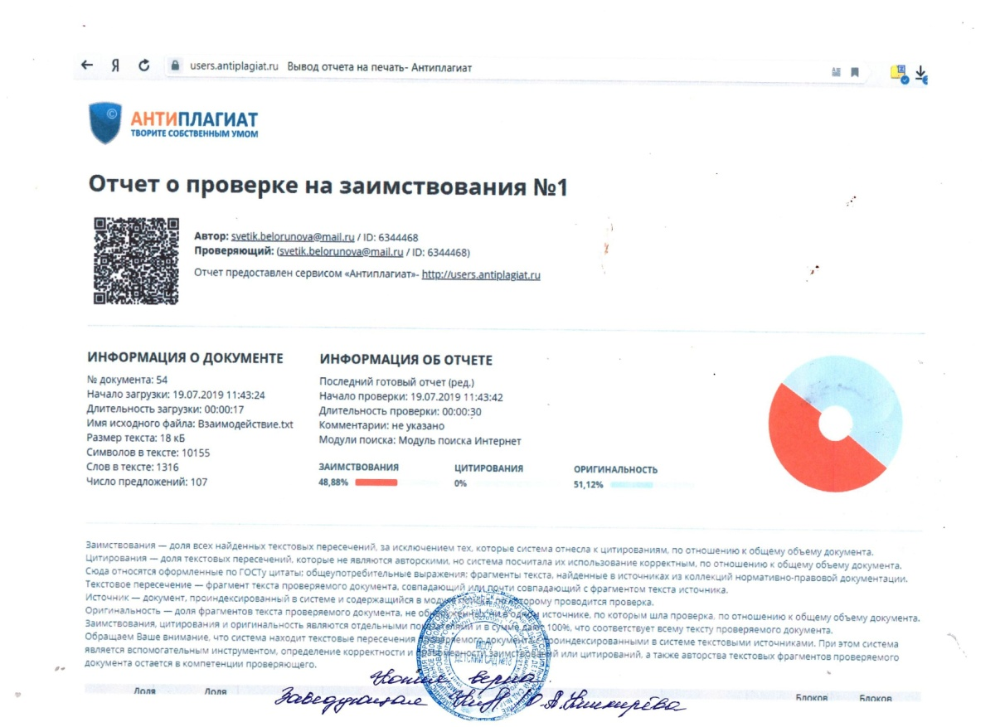 users.antiplagiat.ru Вывод отчета на печать- Антиплагиат
АНТИПЛАГИАТ
ТВОРИТЕ СОБСТВЕННЫМ УМОМ
Отчет о проверке на заимствования №1
Автор: svetik.belorunova@mail.ru / ID: 6344468
Проверяющий: (svetik.belorunova@mail.ru / ID: 6344468)
Отчет предоставлен сервисом «Антиплагиат»- http://users.antiplagiat.ru
ИНФОРМАЦИЯ О ДОКУМЕНТЕ
№ документа: 54
Начало загрузки: 19.07.2019 11:43:24
Длительность загрузки: 00:00:17
Имя исходного файла: Взаимодействие.txt
Размер текста: 18 кБ
Символов в тексте: 10155
Слов в тексте: 1316
Число предложений: 107
ИНФОРМАЦИЯ ОБ ОТЧЕТЕ
Последний готовый отчет (ред.)
Начало проверки: 19.07.2019 11:43:42
Длительность проверки: 00:00:30
Комментарии: не указано
Модули поиска: Модуль поиска Интернет
ЗАИМСТВОВАНИЯ
48,88%
ЦИТИРОВАНИЯ
0%
ОРИГИНАЛЬНОСТЬ
51,12%
Заимствования — доля всех найденных текстовых пересечений, за исключением тех, которые система отнесла к цитированиям, по отношению к общему объему документа.
Цитирования — доля текстовых пересечений, которые не являются авторскими, но система посчитала их использование корректным, по отношению к общему объему документа.
Сюда относятся оформленные по ГОСТу цитаты; общеупотребительные выражения; фрагменты текста, найденные в источниках из коллекций нормативно-правовой документации.
Текстовое пересечение — фрагмент текста проверяемого документа, совпадающий или почти совпадающий с фрагментом текста источника.
Источник — документ, проиндексированный в системе и содержащийся в модуле поиска, по которому проводится проверка.
Оригинальность — доля фрагментов текста проверяемого документа, не обнаруженных ни в одном источнике, по которым шла проверка, по отношению к общему объему документа.
Заимствования, цитирования и оригинальность являются отдельными показателями и в сумме дают 100%, что соответствует всему тексту проверяемого документа.
Обращаем Ваше внимание, что система находит текстовые пересечения проверяемого документа с проиндексированными в системе текстовыми источниками. При этом система
является вспомогательным инструментом, определение корректности и правомерности заимствований или цитирований, а также авторства текстовых фрагментов проверяемого
документа остается в компетенции проверяющего.
ДЕТСКИЙ САД №18
Копия верна
Доля Доля Блоков Блоков
Заведующая